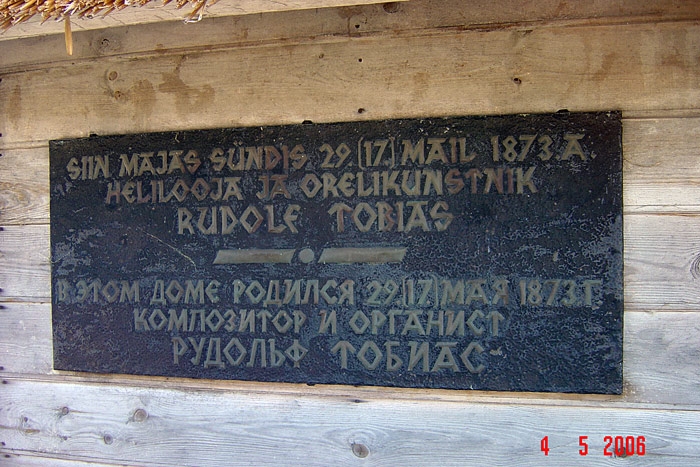 SIIN MAJAS SÜNDIS 29 (17) MAIL 1873.A
HELILOOJA JA ORELIKUNSTNIK
RUDOLF TOBIAS
В ЭТОМ ДОМЕ РОДИЛСЯ 29.(17) МАЯ 1873 Г.
КОМПОЗИТОР И ОРГАНИСТ
РУДОЛЬФ ТОБИАС
4 5 2006